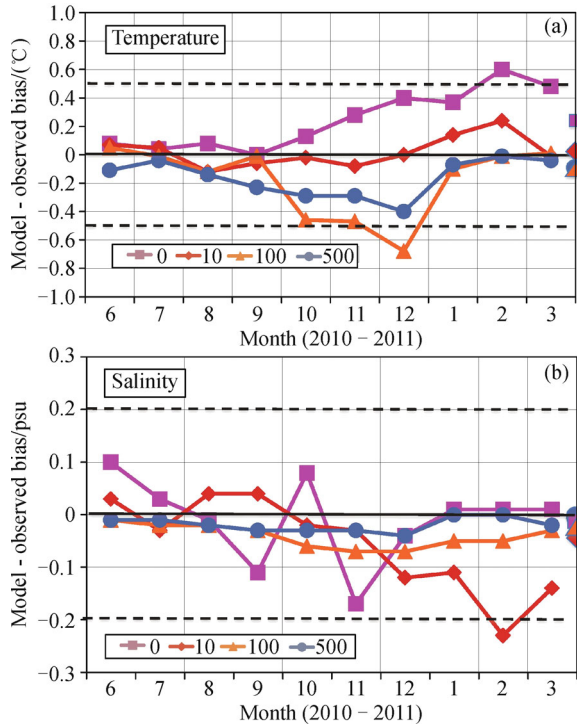 (a)
Temperature
1.0
0.8
0.6
0.4
0.2
0
−0.2
−0.4
−0.6
−0.8
−1.0
Model - observed bias/(℃)
0 10 100 500
6 7 8 9 10 11 12 1 2 3
Month (2010 − 2011)
(b)
Salinity
0.3
0.2
0.1
0
−0.1
−0.2
−0.3
Model - observed bias/psu
0 10 100 500
6 7 8 9 10 11 12 1 2 3
Month (2010 − 2011)